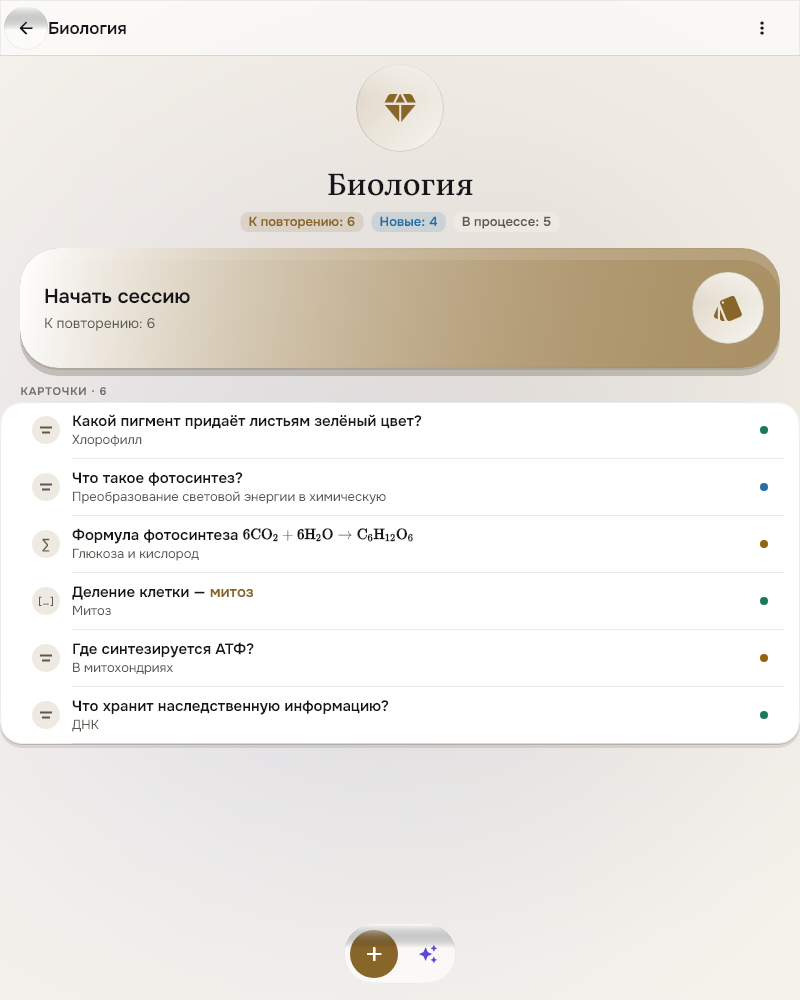 Биология
Биология
К повторению: 6 Новые: 4 В процессе: 5
Начать сессию
К повторению: 6
КАРТОЧКИ · 6
Какой пигмент придаёт листьям зелёный цвет?
Хлорофилл
Что такое фотосинтез?
Преобразование световой энергии в химическую
Σ
Формула фотосинтеза 6CO₂ + 6H₂O → C₆H₁₂O₆
Глюкоза и кислород
[...]
Деление клетки — митоз
Митоз
Где синтезируется АТФ?
В митохондриях
Что хранит наследственную информацию?
ДНК